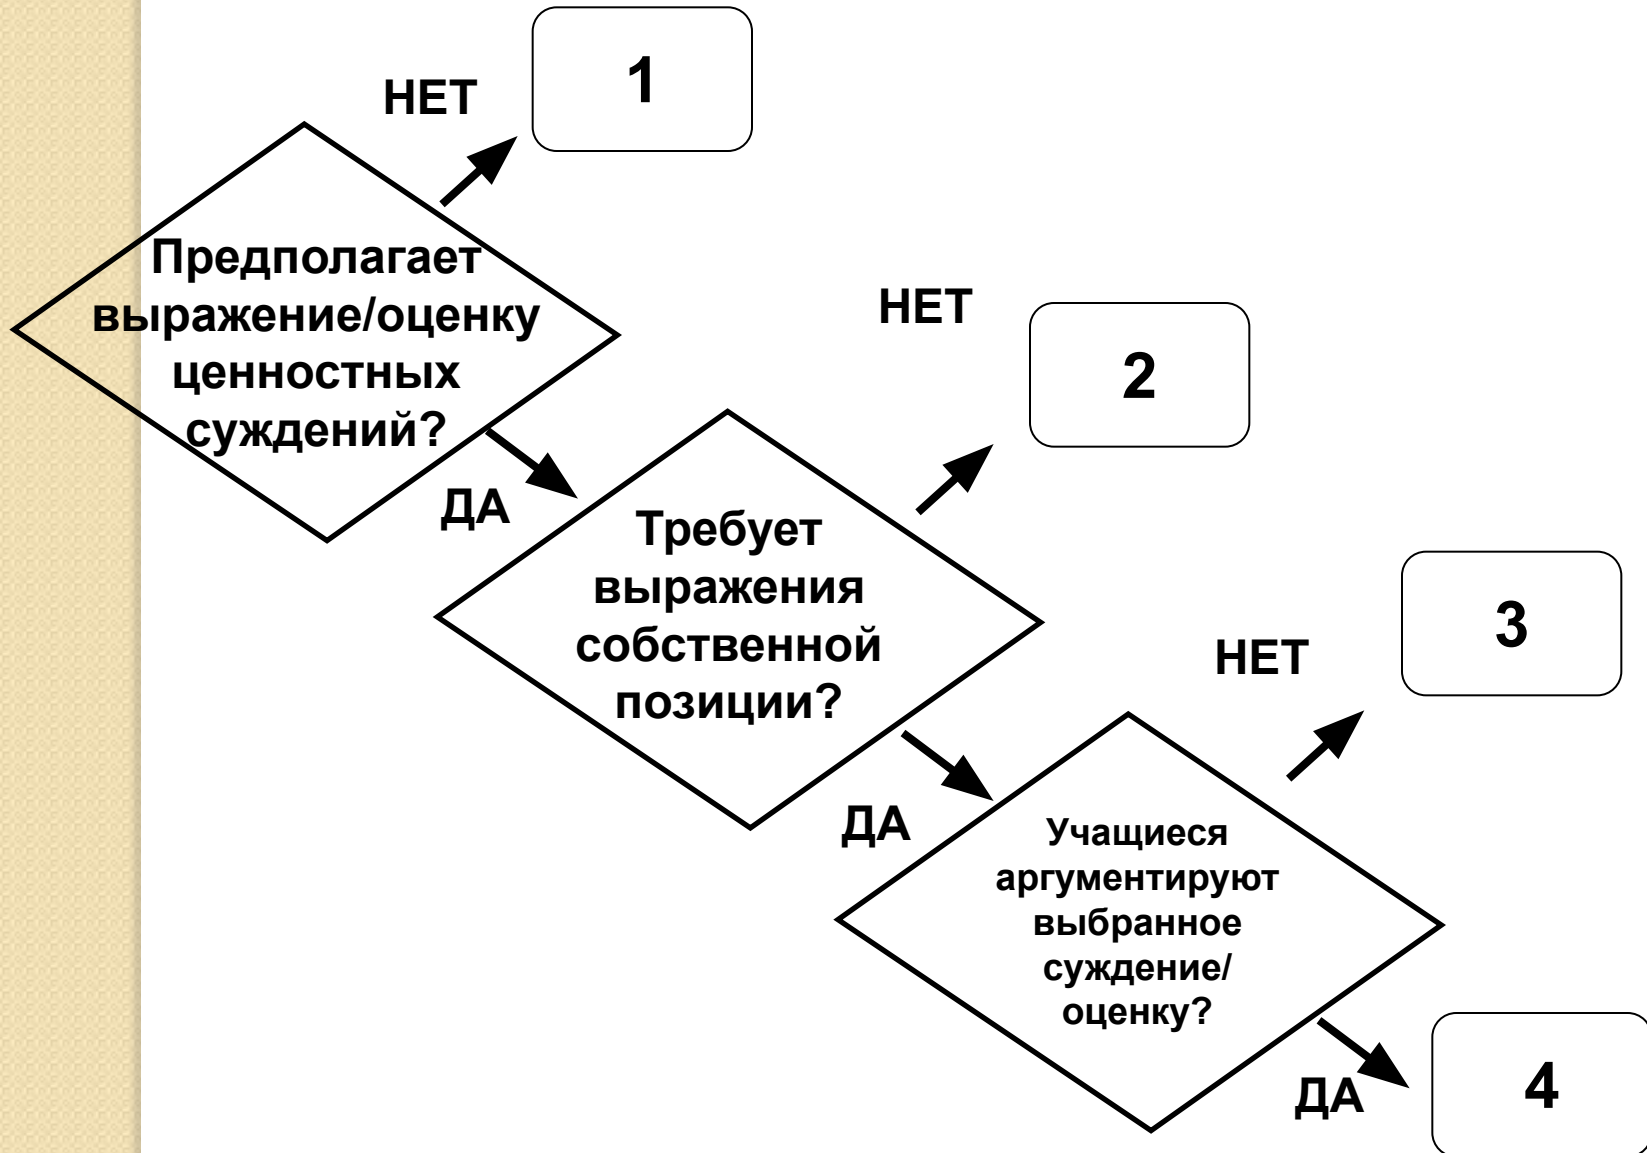 1
НЕТ
Предполагает
выражение/оценку
ценностных
суждений?
ДА
НЕТ
2
Требует
выражения
собственной
позиции?
ДА
НЕТ
3
Учащиеся
аргументируют
выбранное
суждение/
оценку?
ДА
4